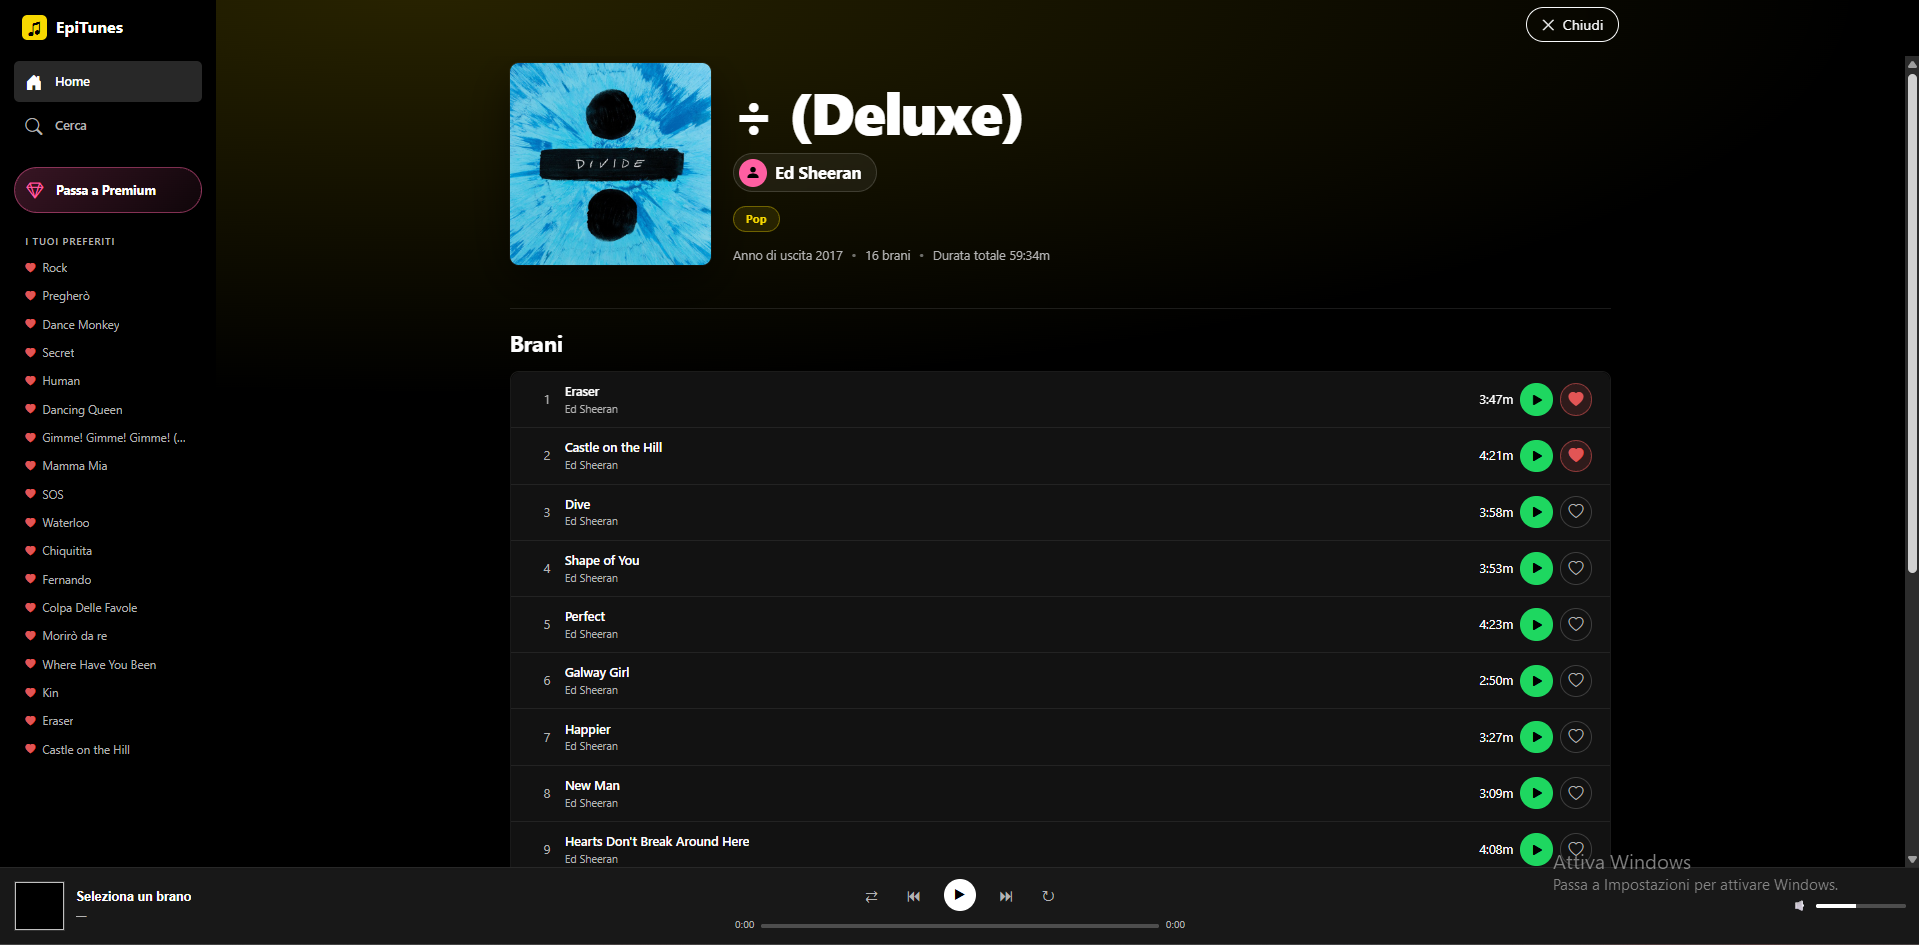 EpiTunes
Home
Cerca
Passa a Premium
I TUOI PREFERITI
Rock
Pregherò
Dance Monkey
Secret
Human
Dancing Queen
Gimme! Gimme! Gimme! (...
Mamma Mia
SOS
Waterloo
Chiquitita
Fernando
Colpa Delle Favole
Morirò da re
Where Have You Been
Kin
Eraser
Castle on the Hill
Chiudi
DIVIDE
÷ (Deluxe)
Ed Sheeran
Pop
Anno di uscita 2017 • 16 brani • Durata totale 59:34m
Brani
1 Eraser 3:47m
Ed Sheeran
2 Castle on the Hill 4:21m
Ed Sheeran
3 Dive 3:58m
Ed Sheeran
4 Shape of You 3:53m
Ed Sheeran
5 Perfect 4:23m
Ed Sheeran
6 Galway Girl 2:50m
Ed Sheeran
7 Happier 3:27m
Ed Sheeran
8 New Man 3:09m
Ed Sheeran
9 Hearts Don't Break Around Here 4:08m
Ed Sheeran
Attiva Windows
Passa a Impostazioni per attivare Windows.
Seleziona un brano
—
0:00 0:00